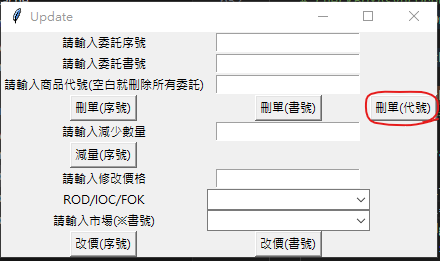 Update
請輸入委託序號
請輸入委託書號
請輸入商品代號(空白就刪除所有委託)
刪單(序號) 刪單(書號) 刪單(代號)
請輸入減少數量
減量(序號)
請輸入修改價格
ROD/IOC/FOK
請輸入市場(※書號)
改價(序號) 改價(書號)